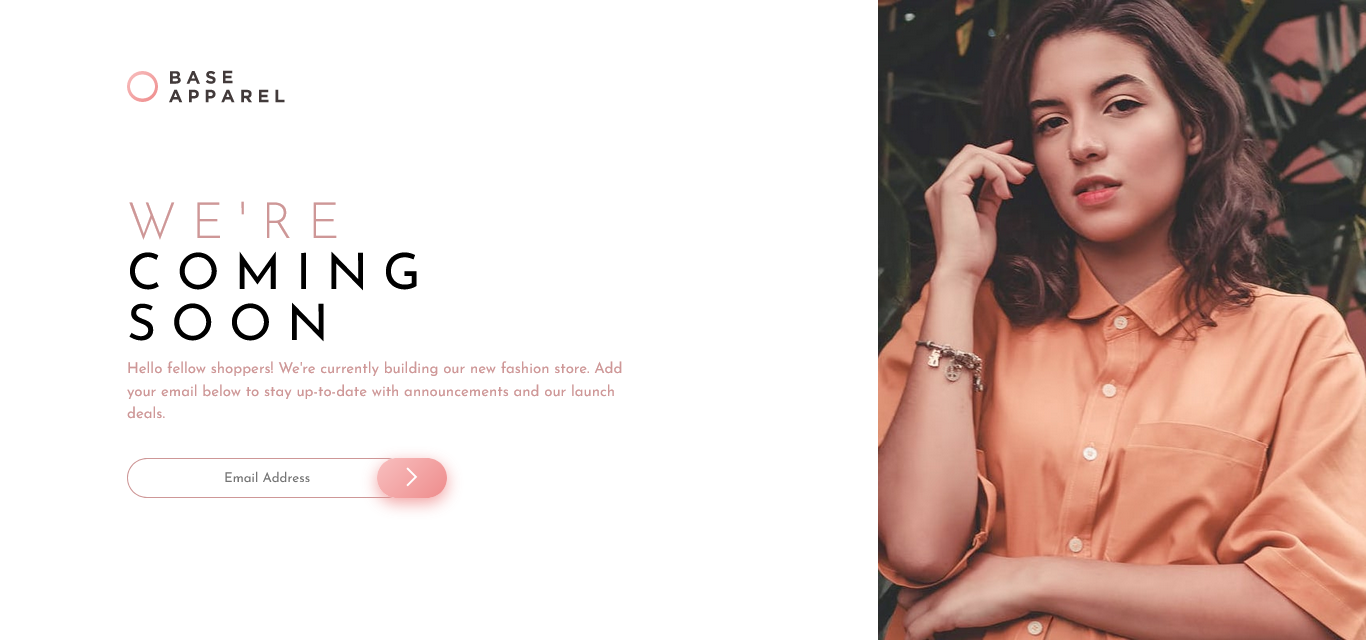 BASE
APPAREL
WE'RE
COMING
SOON
Hello fellow shoppers! We're currently building our new fashion store. Add
your email below to stay up-to-date with announcements and our launch
deals.
Email Address